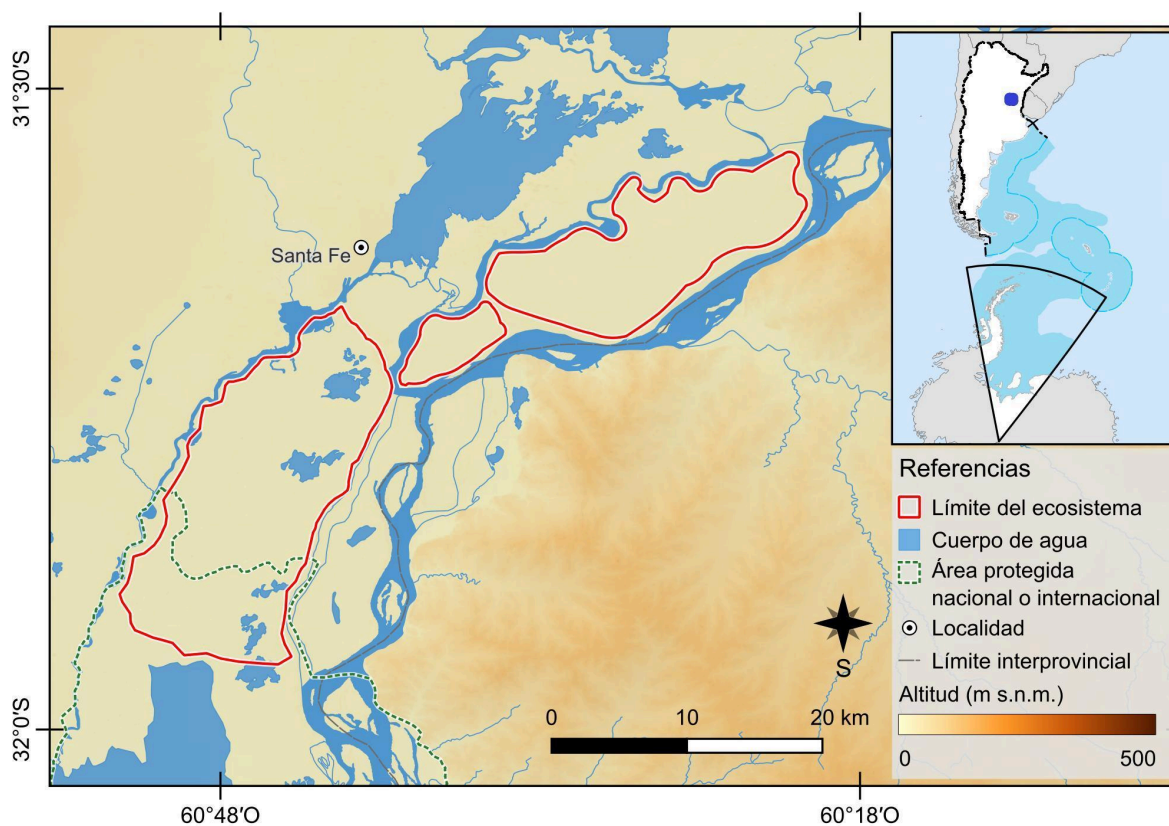 31°30′S
Santa Fe
32°0′S
60°48′O
60°18′O
S
0 10 20 km
Referencias
Límite del ecosistema
Cuerpo de agua
Área protegida
nacional o internacional
Localidad
Límite interprovincial
Altitud (m s.n.m.)
0 500